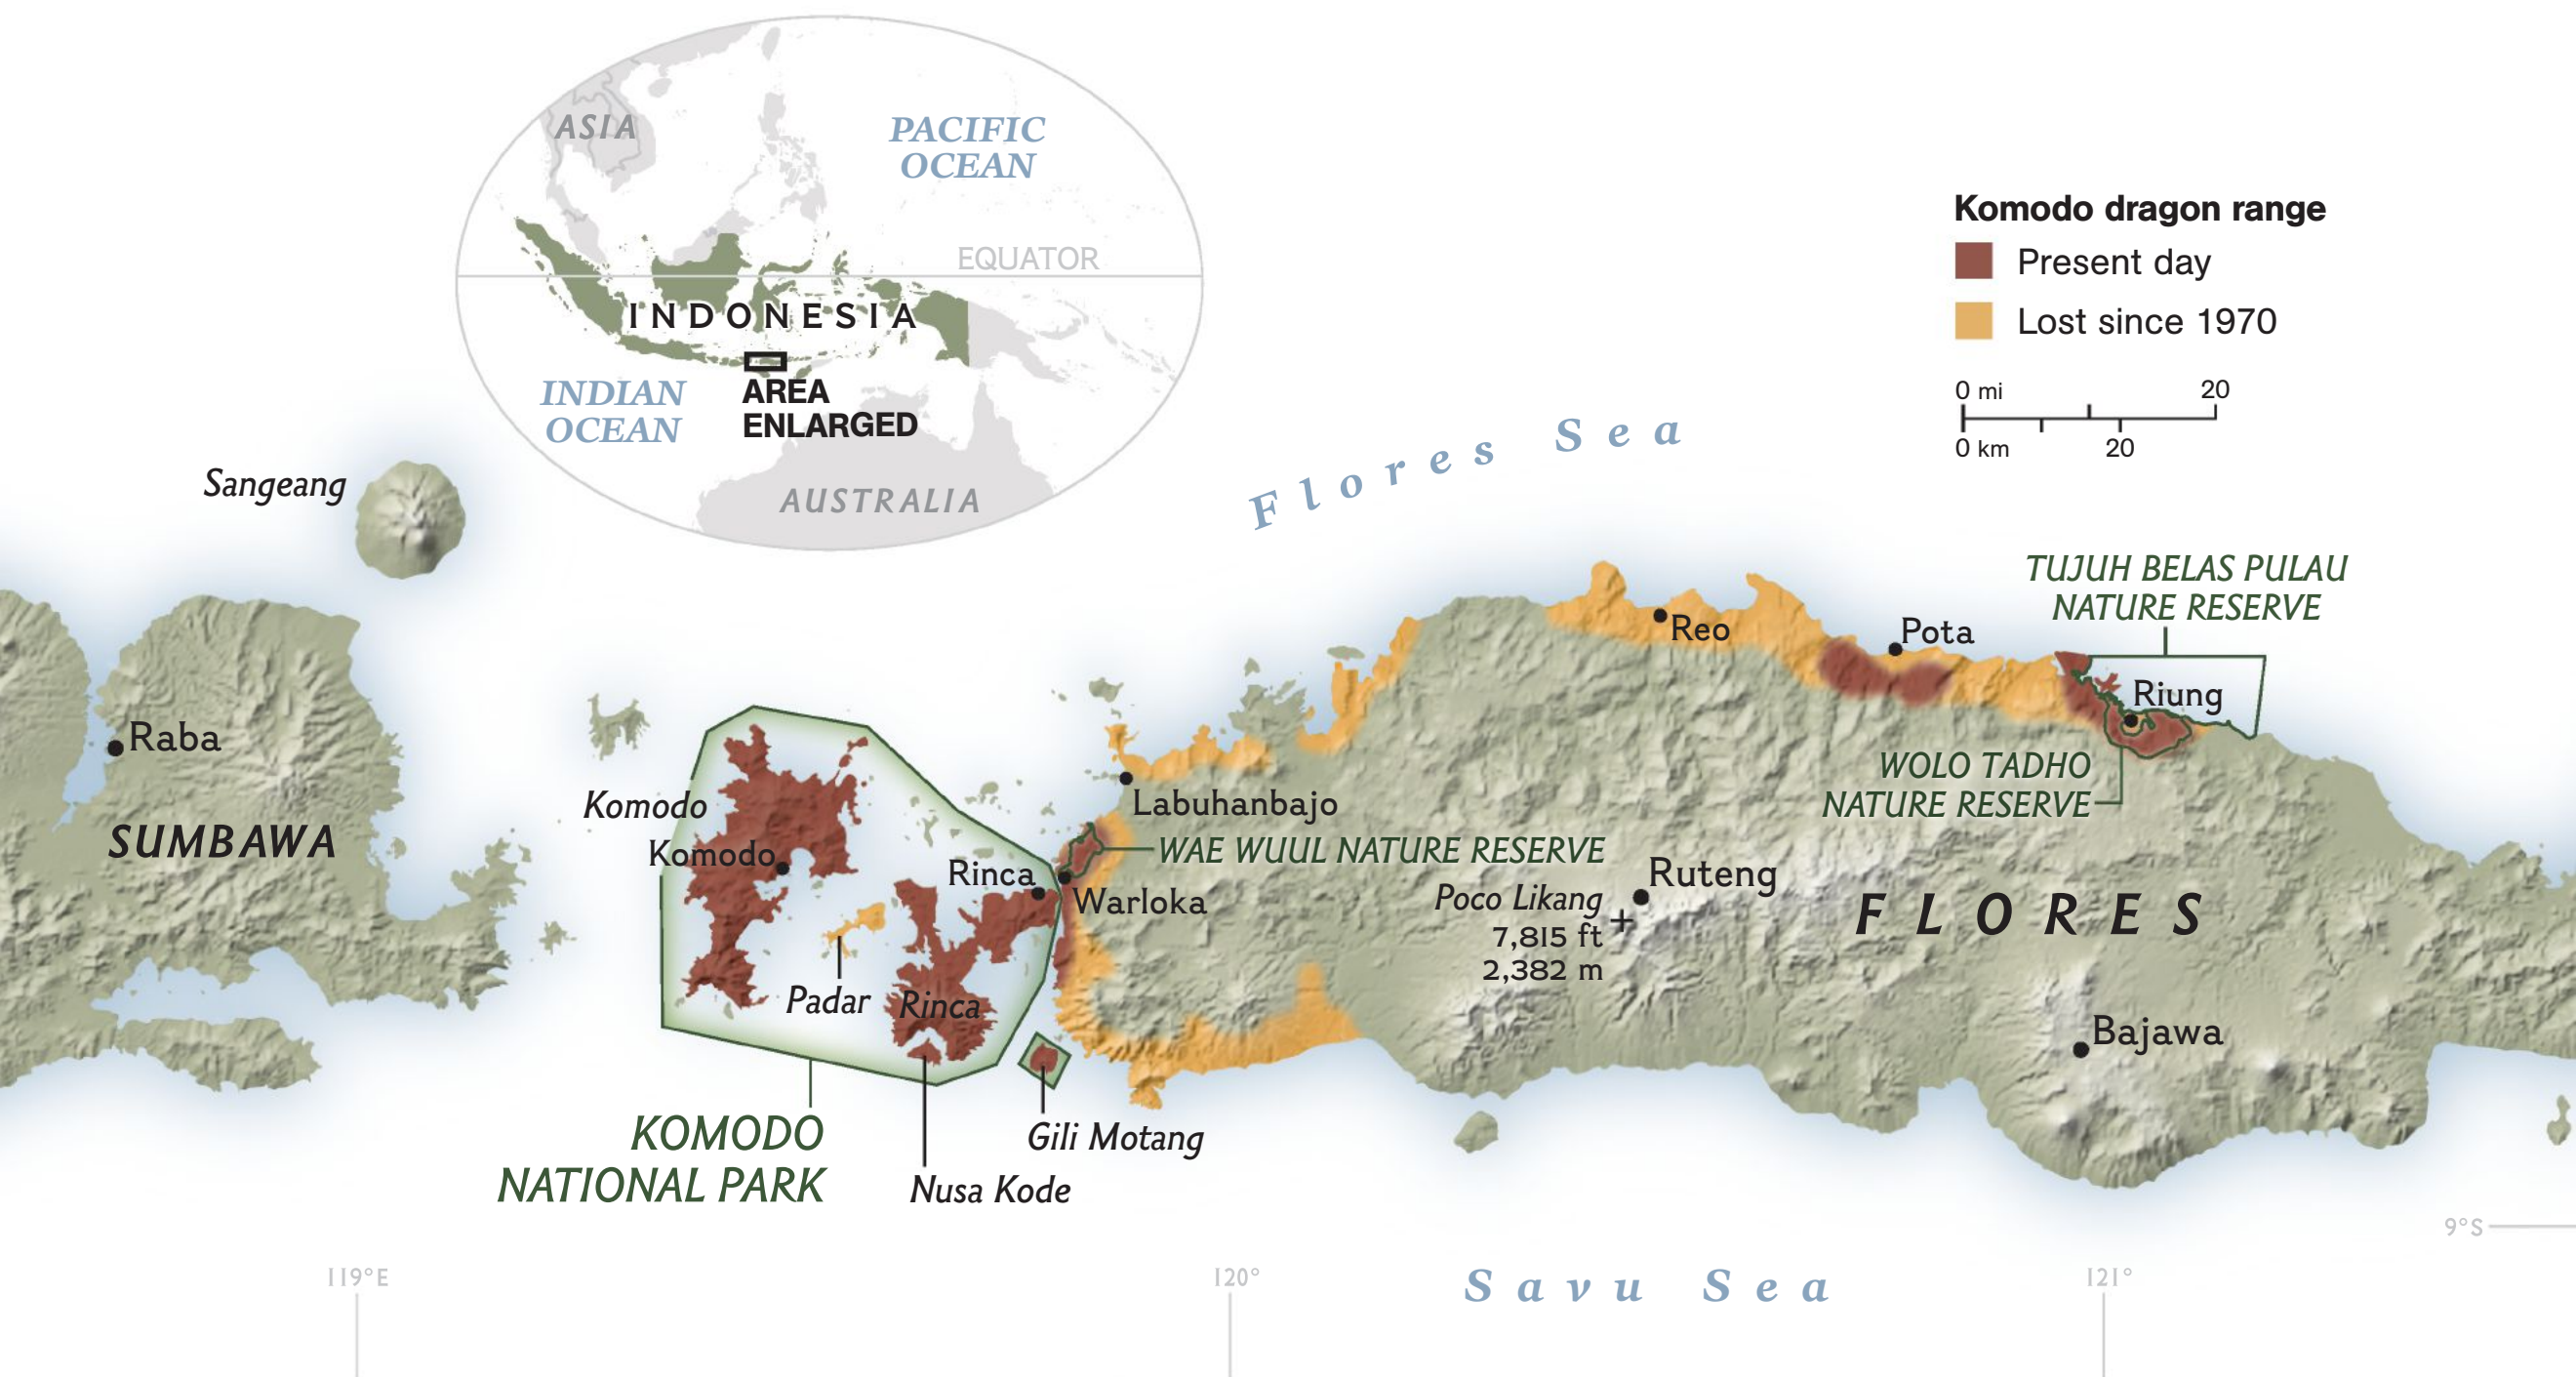 ASIA
PACIFIC
OCEAN
EQUATOR
INDONESIA
INDIAN
OCEAN
AREA
ENLARGED
AUSTRALIA
Komodo dragon range
Present day
Lost since 1970
0 mi 20
0 km 20
Flores Sea
Sangeang
Raba
SUMBAWA
Komodo
Komodo
Padar
Rinca
Rinca
KOMODO
NATIONAL PARK
Nusa Kode
Gili Motang
Labuhanbajo
WAE WUUL NATURE RESERVE
Warloka
Reo
Pota
TUJUH BELAS PULAU
NATURE RESERVE
Riung
WOLO TADHO
NATURE RESERVE
Ruteng
Poco Likang
7,815 ft
2,382 m
FLORES
Bajawa
9°S
119°E
120°
121°
Savu Sea